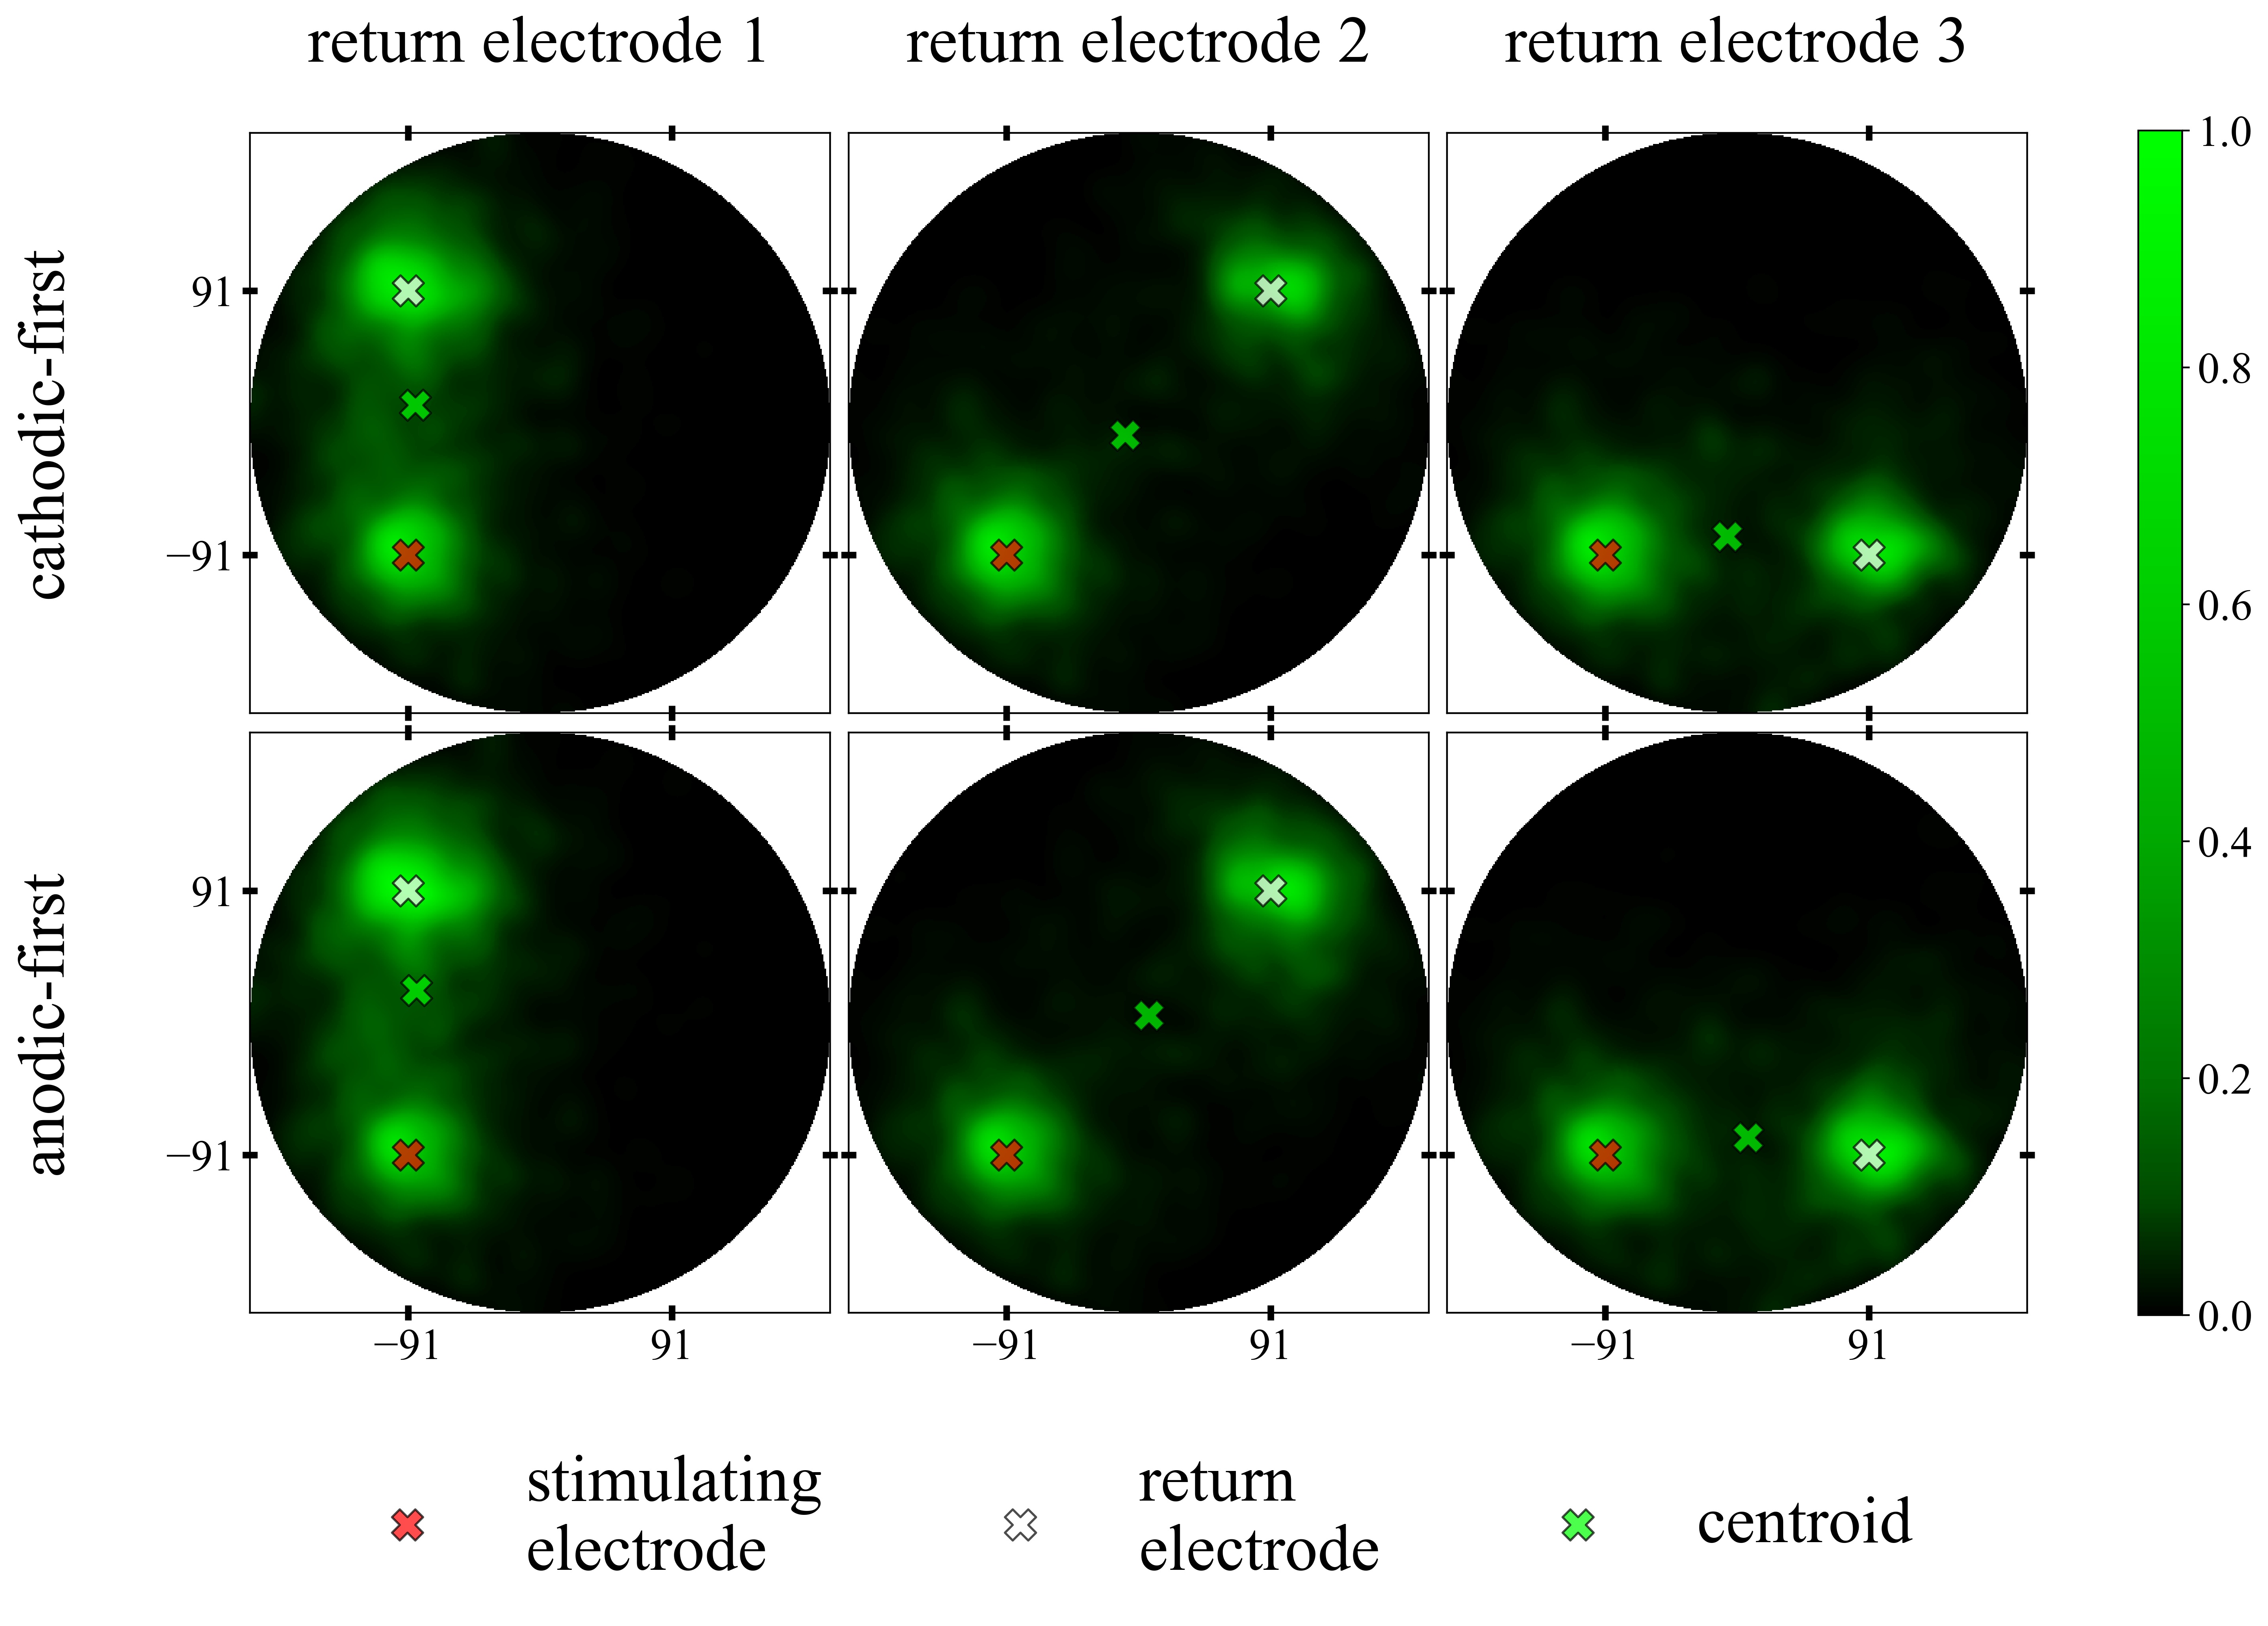 return electrode 1 return electrode 2 return electrode 3
cathodic-first
91
−91
anodic-first
91
−91
−91 91 −91 91 −91 91
1.0
0.8
0.6
0.4
0.2
0.0
stimulating
electrode
return
electrode
centroid